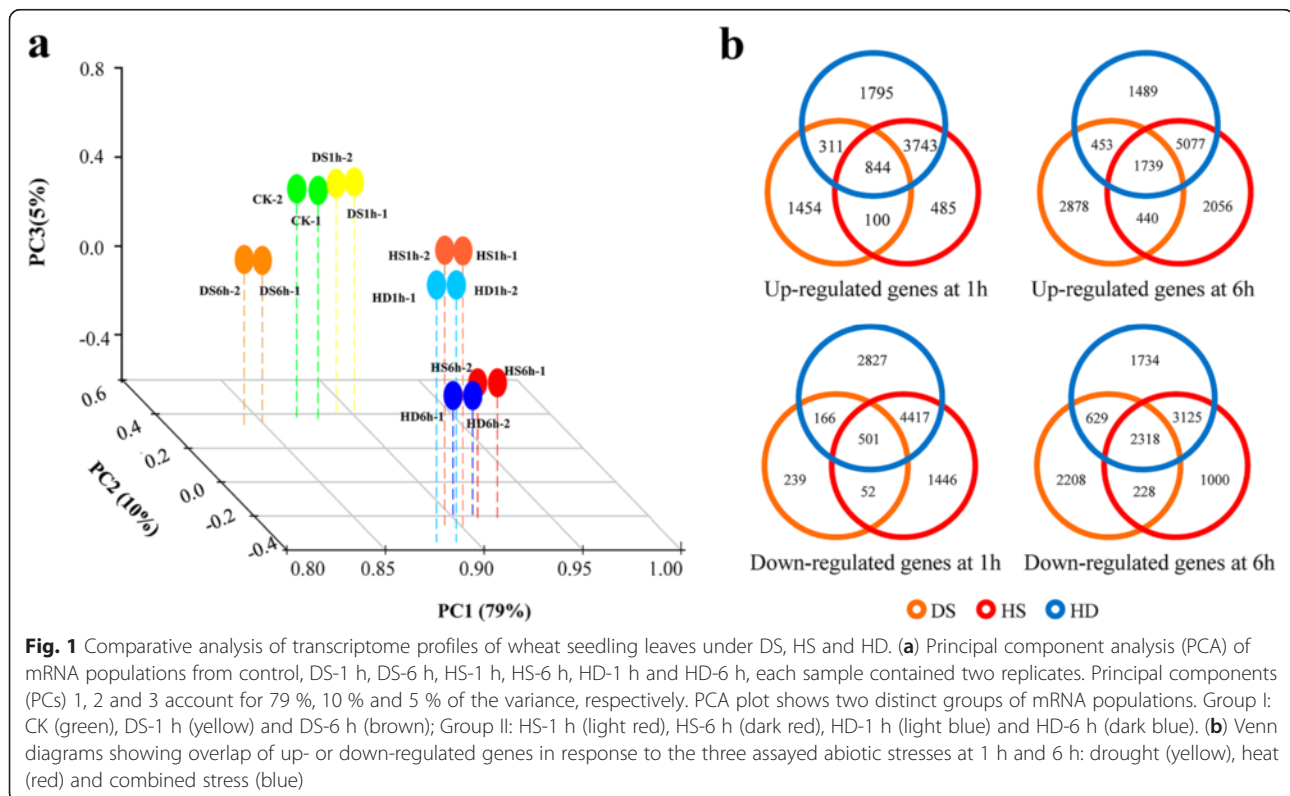 a
0.8
0.4
0.0
-0.4
PC3(5%)
0.6
0.4
0.2
0.0
-0.2
-0.4
PC2 (10%)
0.80
0.85
0.90
0.95
1.00
PC1 (79%)
DS1h-2
CK-2
CK-1
DS1h-1
DS6h-2
DS6h-1
HS1h-2
HS1h-1
HD1h-1
HD1h-2
HS6h-2
HS6h-1
HD6h-1
HD6h-2
b
1795
311
3743
844
1454
100
485
Up-regulated genes at 1h
1489
453
5077
1739
2878
440
2056
Up-regulated genes at 6h
2827
166
4417
501
239
52
1446
Down-regulated genes at 1h
1734
629
3125
2318
2208
228
1000
Down-regulated genes at 6h
DS HS HD
Fig. 1 Comparative analysis of transcriptome profiles of wheat seedling leaves under DS, HS and HD. (a) Principal component analysis (PCA) of
mRNA populations from control, DS-1 h, DS-6 h, HS-1 h, HS-6 h, HD-1 h and HD-6 h, each sample contained two replicates. Principal components
(PCs) 1, 2 and 3 account for 79 %, 10 % and 5 % of the variance, respectively. PCA plot shows two distinct groups of mRNA populations. Group I:
CK (green), DS-1 h (yellow) and DS-6 h (brown); Group II: HS-1 h (light red), HS-6 h (dark red), HD-1 h (light blue) and HD-6 h (dark blue). (b) Venn
diagrams showing overlap of up- or down-regulated genes in response to the three assayed abiotic stresses at 1 h and 6 h: drought (yellow), heat
(red) and combined stress (blue)